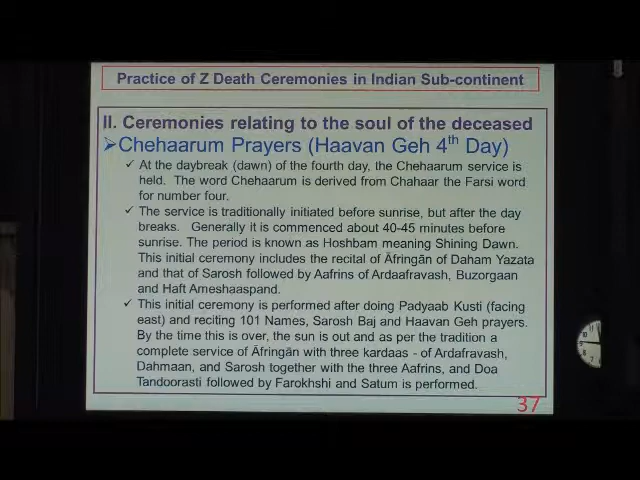 Practice of Z Death Ceremonies in Indian Sub-continent
II. Ceremonies relating to the soul of the deceased
➢Chehaarum Prayers (Haavan Geh 4th Day)
✓ At the daybreak (dawn) of the fourth day, the Chehaarum service is
held. The word Chehaarum is derived from Chahaar the Farsi word
for number four.
✓ The service is traditionally initiated before sunrise, but after the day
breaks. Generally it is commenced about 40-45 minutes before
sunrise. The period is known as Hoshbam meaning Shining Dawn.
This initial ceremony includes the recital of Āfringān of Daham Yazata
and that of Sarosh followed by Aafrins of Ardaafravash, Buzorgaan
and Haft Ameshaaspand.
✓ This initial ceremony is performed after doing Padyaab Kusti (facing
east) and reciting 101 Names, Sarosh Baj and Haavan Geh prayers.
By the time this is over, the sun is out and as per the tradition a
complete service of Āfringān with three kardaas - of Ardafravash,
Dahmaan, and Sarosh together with the three Aafrins, and Doa
Tandoorasti followed by Farokhshi and Satum is performed.
37